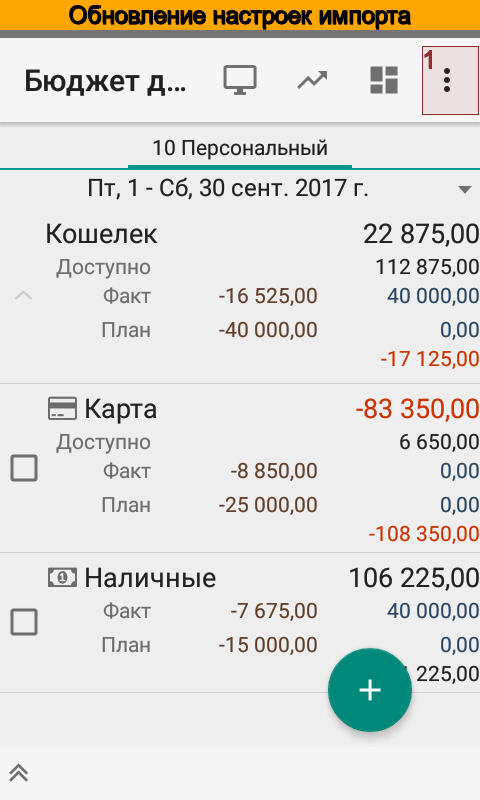 Обновление настроек импорта
Бюджет д...
1
10 Персональный
Пт, 1 - Сб, 30 сент. 2017 г.
Кошелек 22 875,00
Доступно 112 875,00
Факт -16 525,00 40 000,00
План -40 000,00 0,00
-17 125,00
Карта -83 350,00
Доступно 6 650,00
Факт -8 850,00 0,00
План -25 000,00 0,00
-108 350,00
Наличные 106 225,00
Факт -7 675,00 40 000,00
План -15 000,00 0,00
225,00